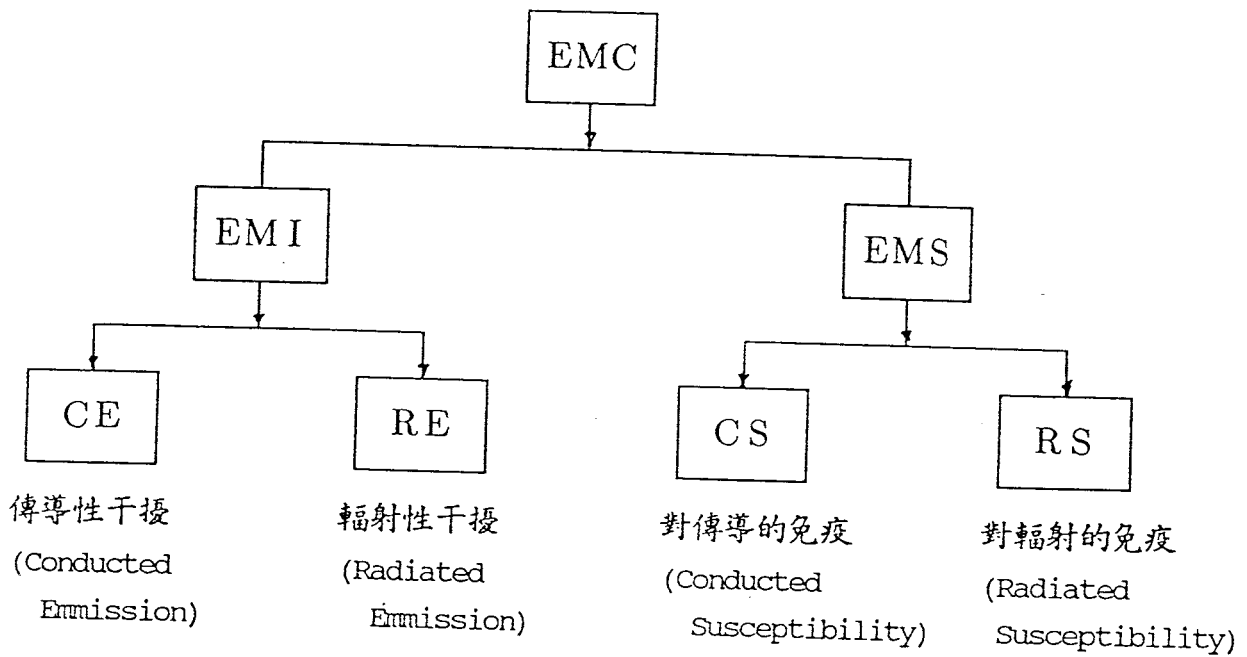 EMC
EMI
EMS
CE
RE
CS
RS
傳導性干擾
(Conducted
Emmission)
輻射性干擾
(Radiated
Emmission)
對傳導的免疫
(Conducted
Susceptibility)
對輻射的免疫
(Radiated
Susceptibility)